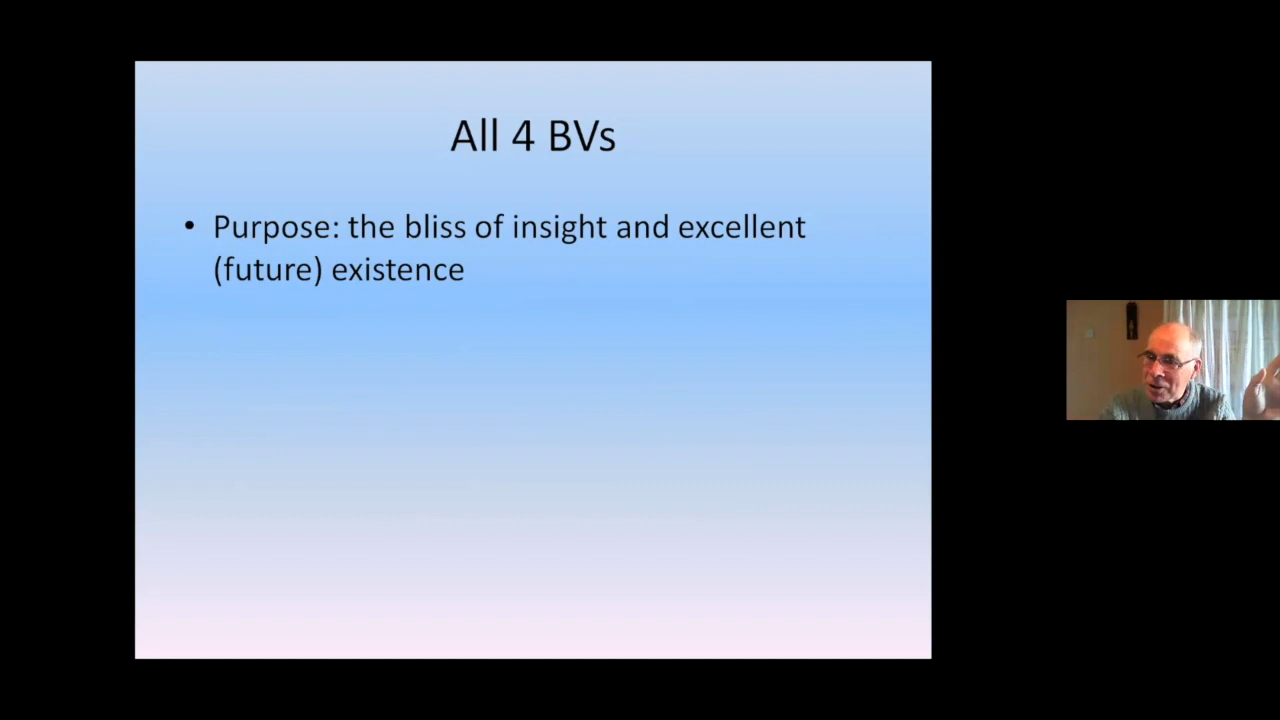 All 4 BVs
• Purpose: the bliss of insight and excellent
(future) existence